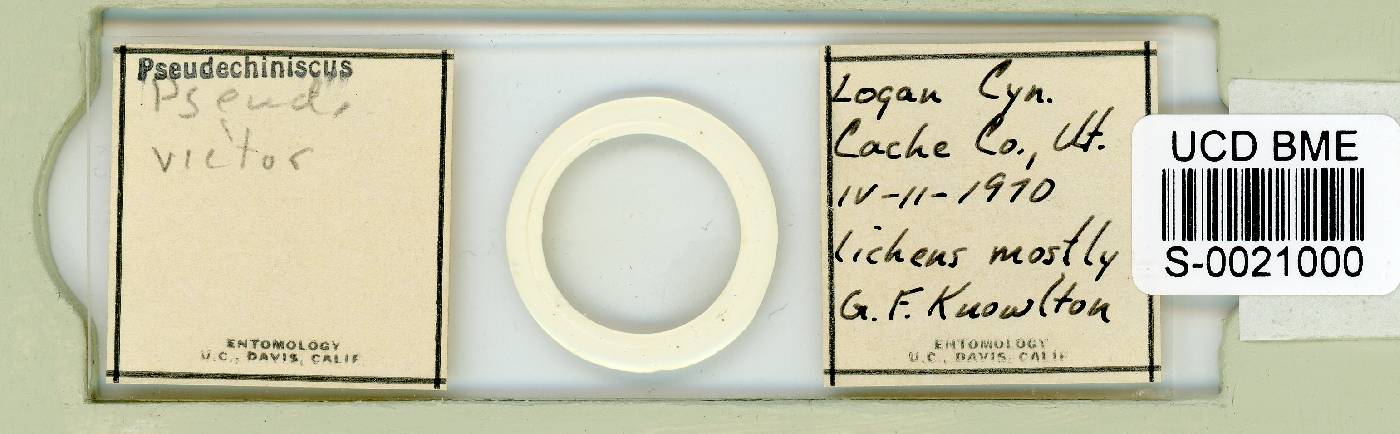 Pseudechiniscus
Pseud.
victor
ENTOMOLOGY
U.C., DAVIS, CALIF
Logan Cyn.
Cache Co., Ut.
IV-11-1970
lichens mostly
G.F. Knowlton
ENTOMOLOGY
U.C., DAVIS, CALIF
UCD BME
S-0021000